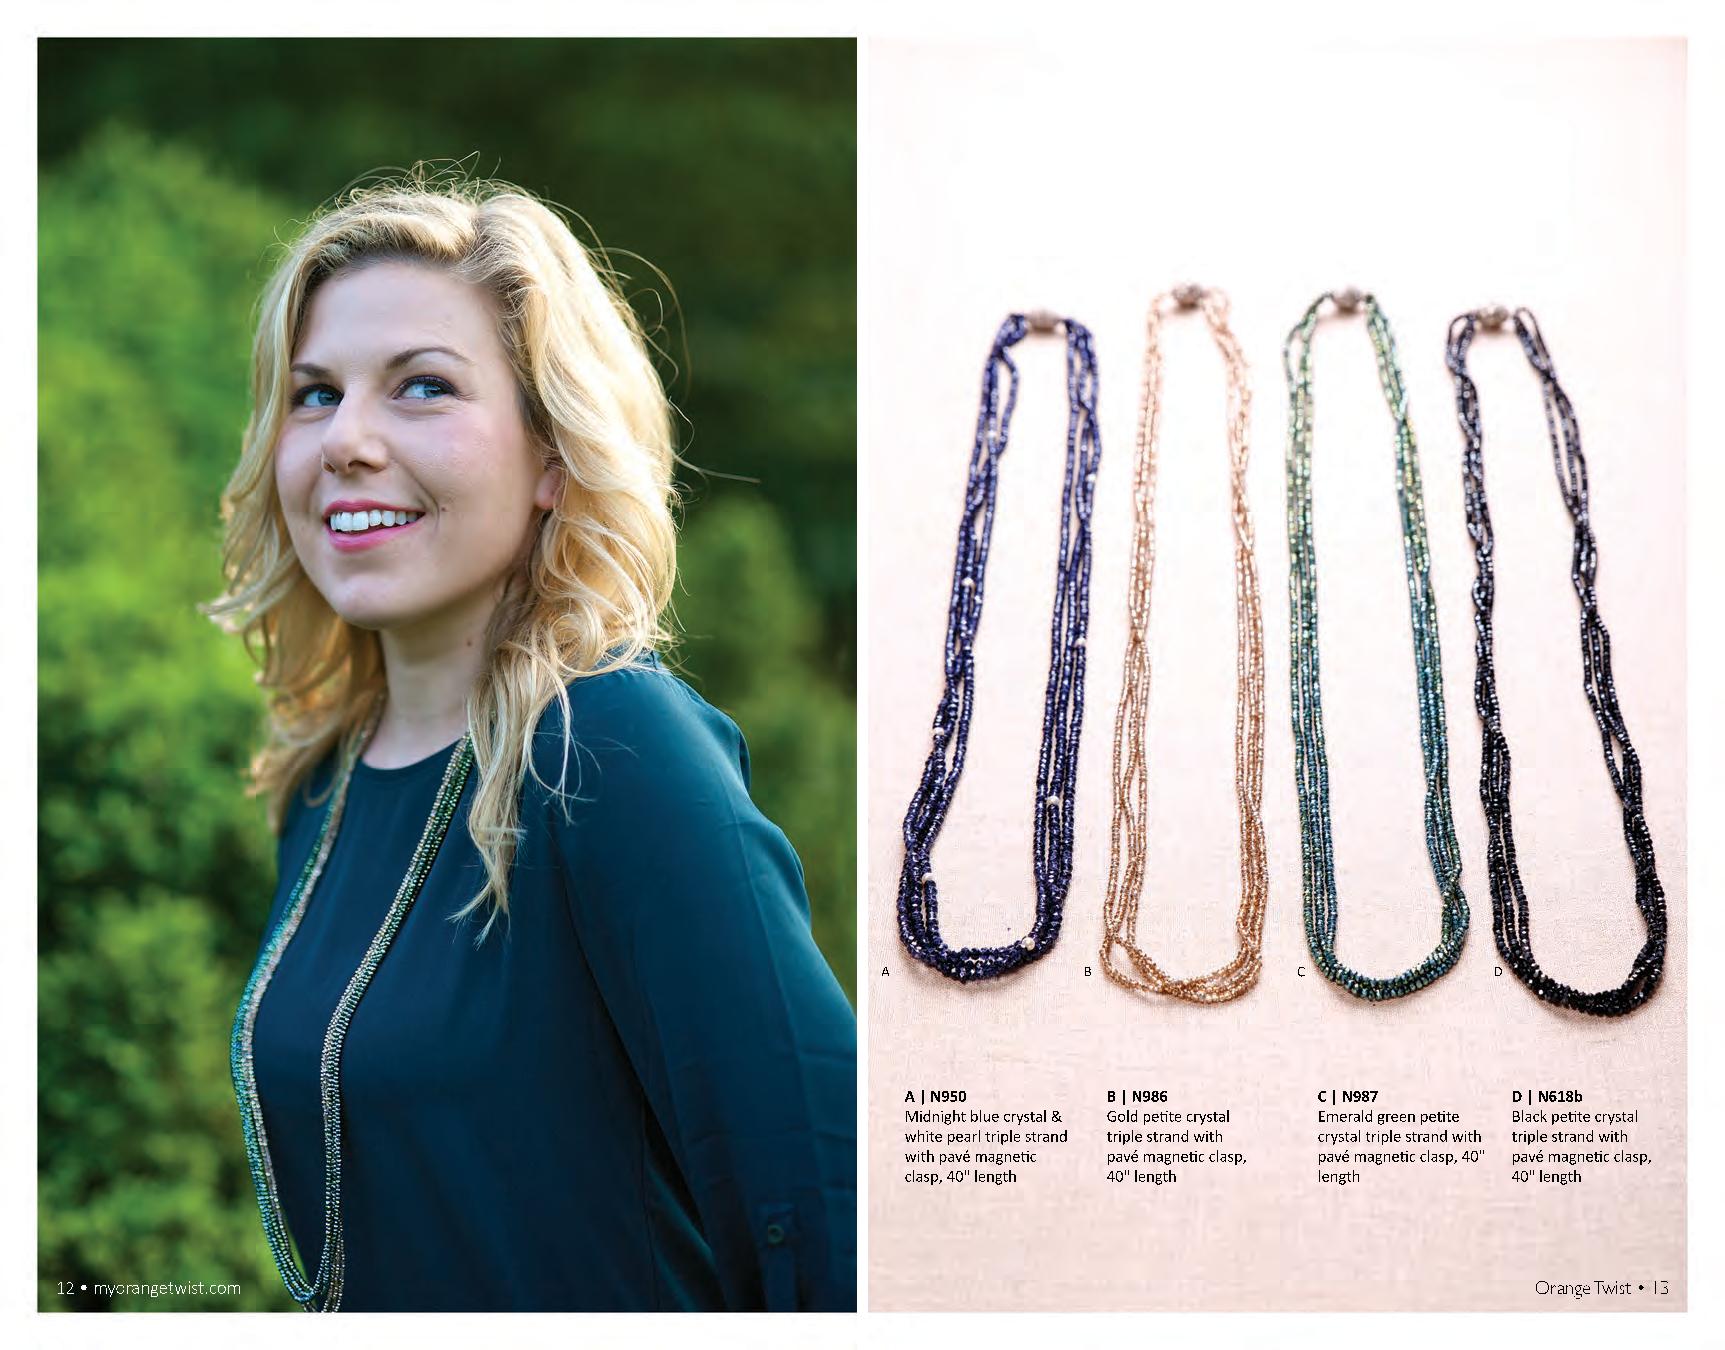 12 • myorangetwist.com
A
B
C
D
A | N950
Midnight blue crystal &
white pearl triple strand
with pavé magnetic
clasp, 40" length
B | N986
Gold petite crystal
triple strand with
pavé magnetic clasp,
40" length
C | N987
Emerald green petite
crystal triple strand with
pavé magnetic clasp, 40"
length
D | N618b
Black petite crystal
triple strand with
pavé magnetic clasp,
40" length
Orange Twist • 13